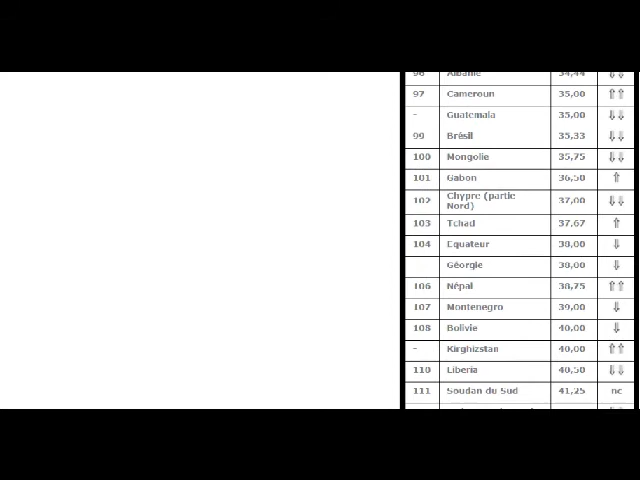 96 Albanie 34,44 ⇓⇓
97 Cameroun 35,00 ⇑⇑
- Guatemala 35,00 ⇓⇓
99 Brésil 35,33 ⇓⇓
100 Mongolie 35,75 ⇓⇓
101 Gabon 36,50 ⇑
102 Chypre (partie
Nord) 37,00 ⇓⇓
103 Tchad 37,67 ⇑
104 Equateur 38,00 ⇓
Géorgie 38,00 ⇓
106 Népal 38,75 ⇑⇑
107 Montenegro 39,00 ⇓
108 Bolivie 40,00 ⇓
- Kirghizstan 40,00 ⇑⇑
110 Liberia 40,50 ⇓⇓
111 Soudan du Sud 41,25 nc